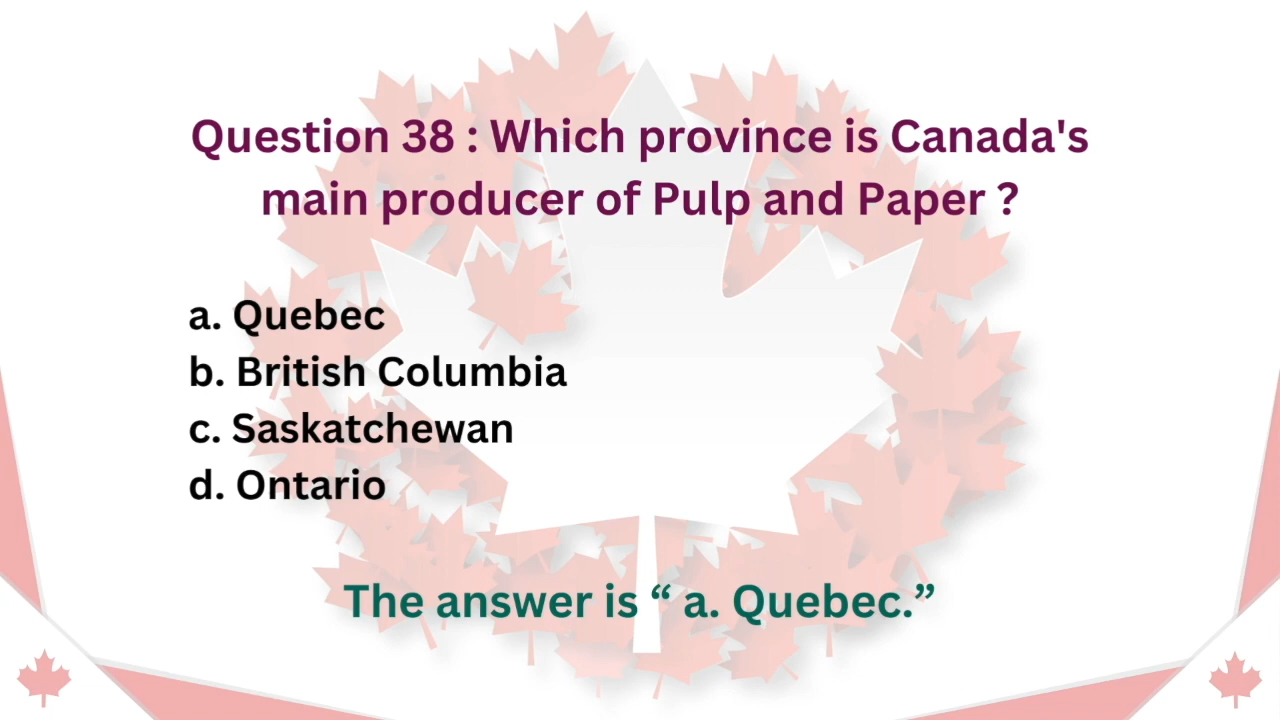 Question 38 : Which province is Canada's
main producer of Pulp and Paper ?
a. Quebec
b. British Columbia
c. Saskatchewan
d. Ontario
The answer is “ a. Quebec.”